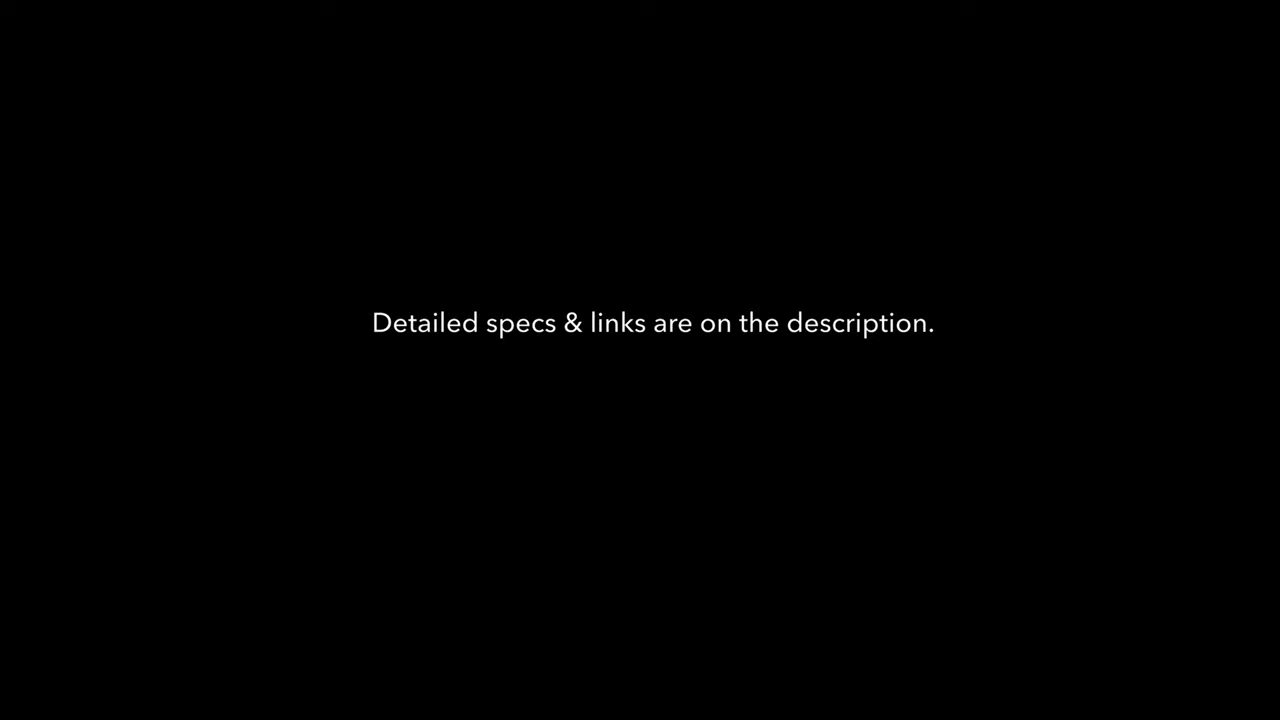 Detailed specs & links are on the description.